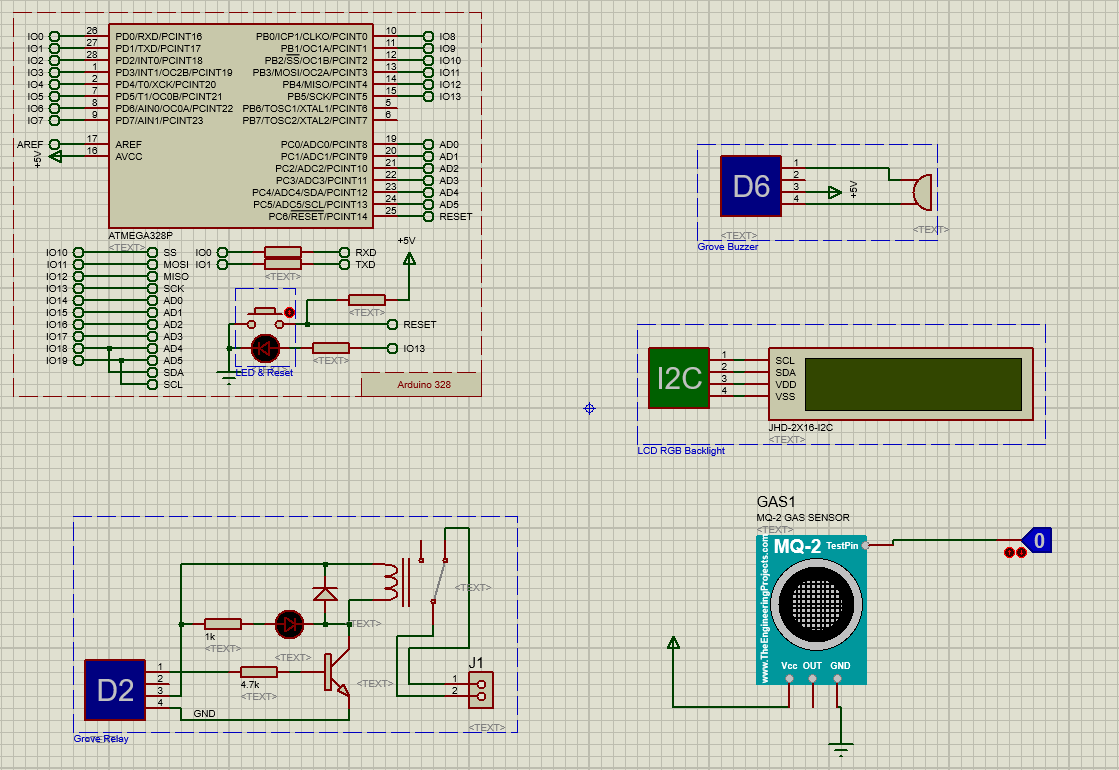 26 PD0/RXD/PCINT16 PB0/ICP1/CLKO/PCINT0 10
IO0 IO8
27 PD1/TXD/PCINT17 PB1/OC1A/PCINT1 11
IO1 IO9
28 PD2/INT0/PCINT18 PB2/SS/OC1B/PCINT2 12
IO2 IO10
1 PD3/INT1/OC2B/PCINT19 PB3/MOSI/OC2A/PCINT3 13
IO3 IO11
2 PD4/T0/XCK/PCINT20 PB4/MISO/PCINT4 14
IO4 IO12
7 PD5/T1/OC0B/PCINT21 PB5/SCK/PCINT5 15
IO5 IO13
8 PD6/AIN0/OC0A/PCINT22 PB6/TOSC1/XTAL1/PCINT6 5
IO6
9 PD7/AIN1/PCINT23 PB7/TOSC2/XTAL2/PCINT7 6
IO7
AREF 17 AREF PC0/ADC0/PCINT8 19 AD0
+5V 16 AVCC PC1/ADC1/PCINT9 20 AD1
PC2/ADC2/PCINT10 21 AD2
PC3/ADC3/PCINT11 22 AD3
PC4/ADC4/SDA/PCINT12 23 AD4
PC5/ADC5/SCL/PCINT13 24 AD5
PC6/RESET/PCINT14 25 RESET
ATMEGA328P
<TEXT>
IO10 SS
IO11 MOSI
IO12 MISO
IO13 SCK
IO14 AD0
IO15 AD1
IO16 AD2
IO17 AD3
IO18 AD4
IO19 AD5
SDA
SCL
IO0 RXD
IO1 TXD
<TEXT>
+5V
<TEXT>
RESET
IO13
<TEXT>
LED & Reset
Arduino 328
D6
1
2
3
4
+5V
<TEXT>
<TEXT>
Grove Buzzer
I2C
1 SCL
2 SDA
3 VDD
4 VSS
JHD-2X16-I2C
<TEXT>
LCD RGB Backlight
<TEXT>
1k
<TEXT>
<TEXT>
<TEXT>
D2
1
2
3
4
4.7k
<TEXT>
<TEXT>
GND
J1
1
2
<TEXT>
Grove Relay
<TEXT>
GAS1
MQ-2 GAS SENSOR
<TEXT>
MQ-2 TestPin
0
www.TheEngineeringProjects.com
Vcc OUT GND